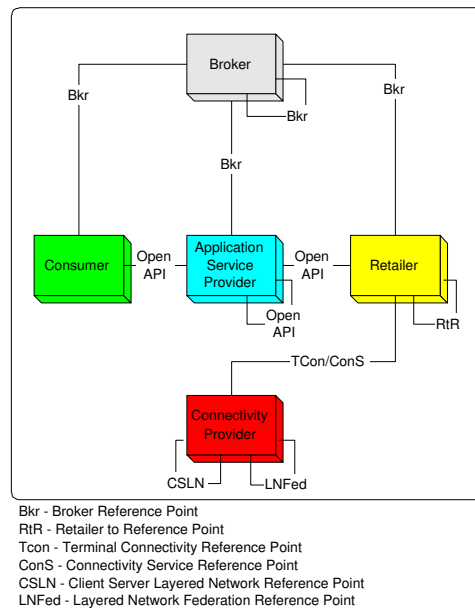 Broker
Bkr
Bkr
Bkr
Bkr
Consumer
Open
API
Application
Service
Provider
Open
API
Retailer
Open
API
RtR
TCon/ConS
Connectivity
Provider
CSLN
LNFed
Bkr - Broker Reference Point
RtR - Retailer to Reference Point
Tcon - Terminal Connectivity Reference Point
ConS - Connectivity Service Reference Point
CSLN - Client Server Layered Network Reference Point
LNFed - Layered Network Federation Reference Point